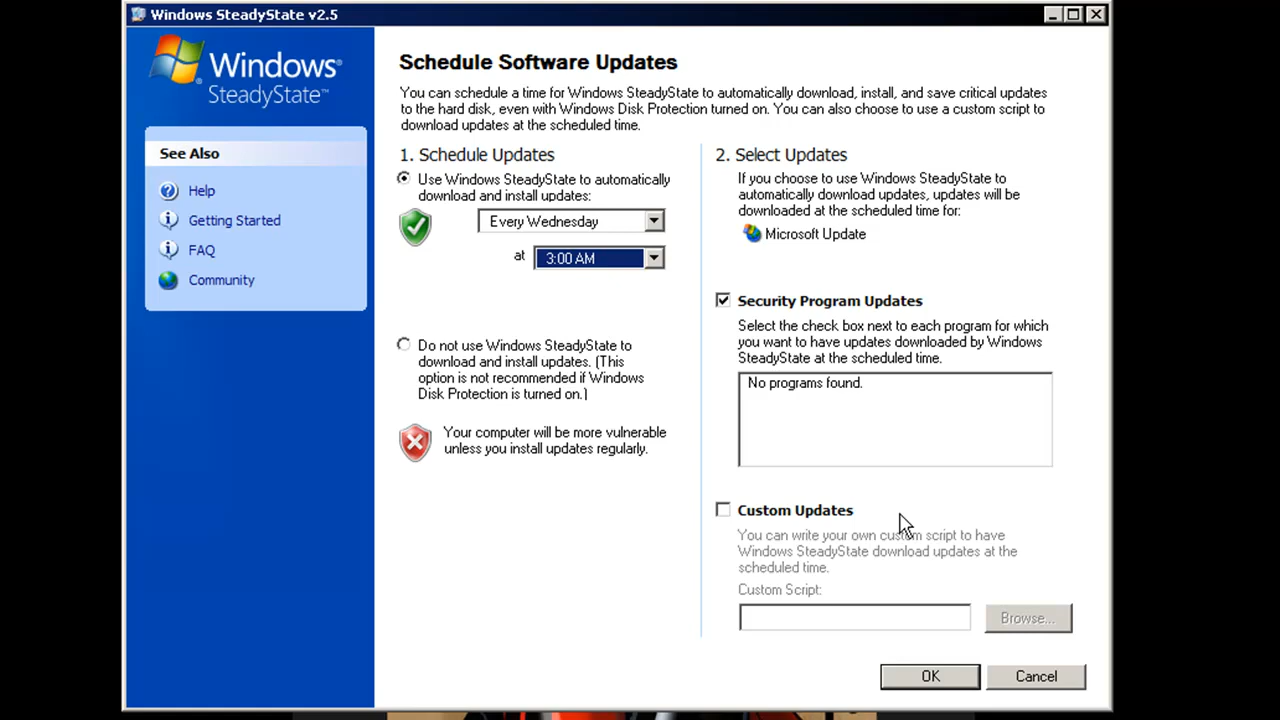 Windows SteadyState v2.5
Windows®
SteadyState™
See Also
Help
Getting Started
FAQ
Community
Schedule Software Updates
You can schedule a time for Windows SteadyState to automatically download, install, and save critical updates
to the hard disk, even with Windows Disk Protection turned on. You can also choose to use a custom script to
download updates at the scheduled time.
1. Schedule Updates
Use Windows SteadyState to automatically
download and install updates:
Every Wednesday
at
3:00 AM
Do not use Windows SteadyState to
download and install updates. (This
option is not recommended if Windows
Disk Protection is turned on.)
Your computer will be more vulnerable
unless you install updates regularly.
2. Select Updates
If you choose to use Windows SteadyState to
automatically download updates, updates will be
downloaded at the scheduled time for:
Microsoft Update
Security Program Updates
Select the check box next to each program for which
you want to have updates downloaded by Windows
SteadyState at the scheduled time.
No programs found.
Custom Updates
You can write your own custom script to have
Windows SteadyState download updates at the
scheduled time.
Custom Script:
Browse...
OK
Cancel